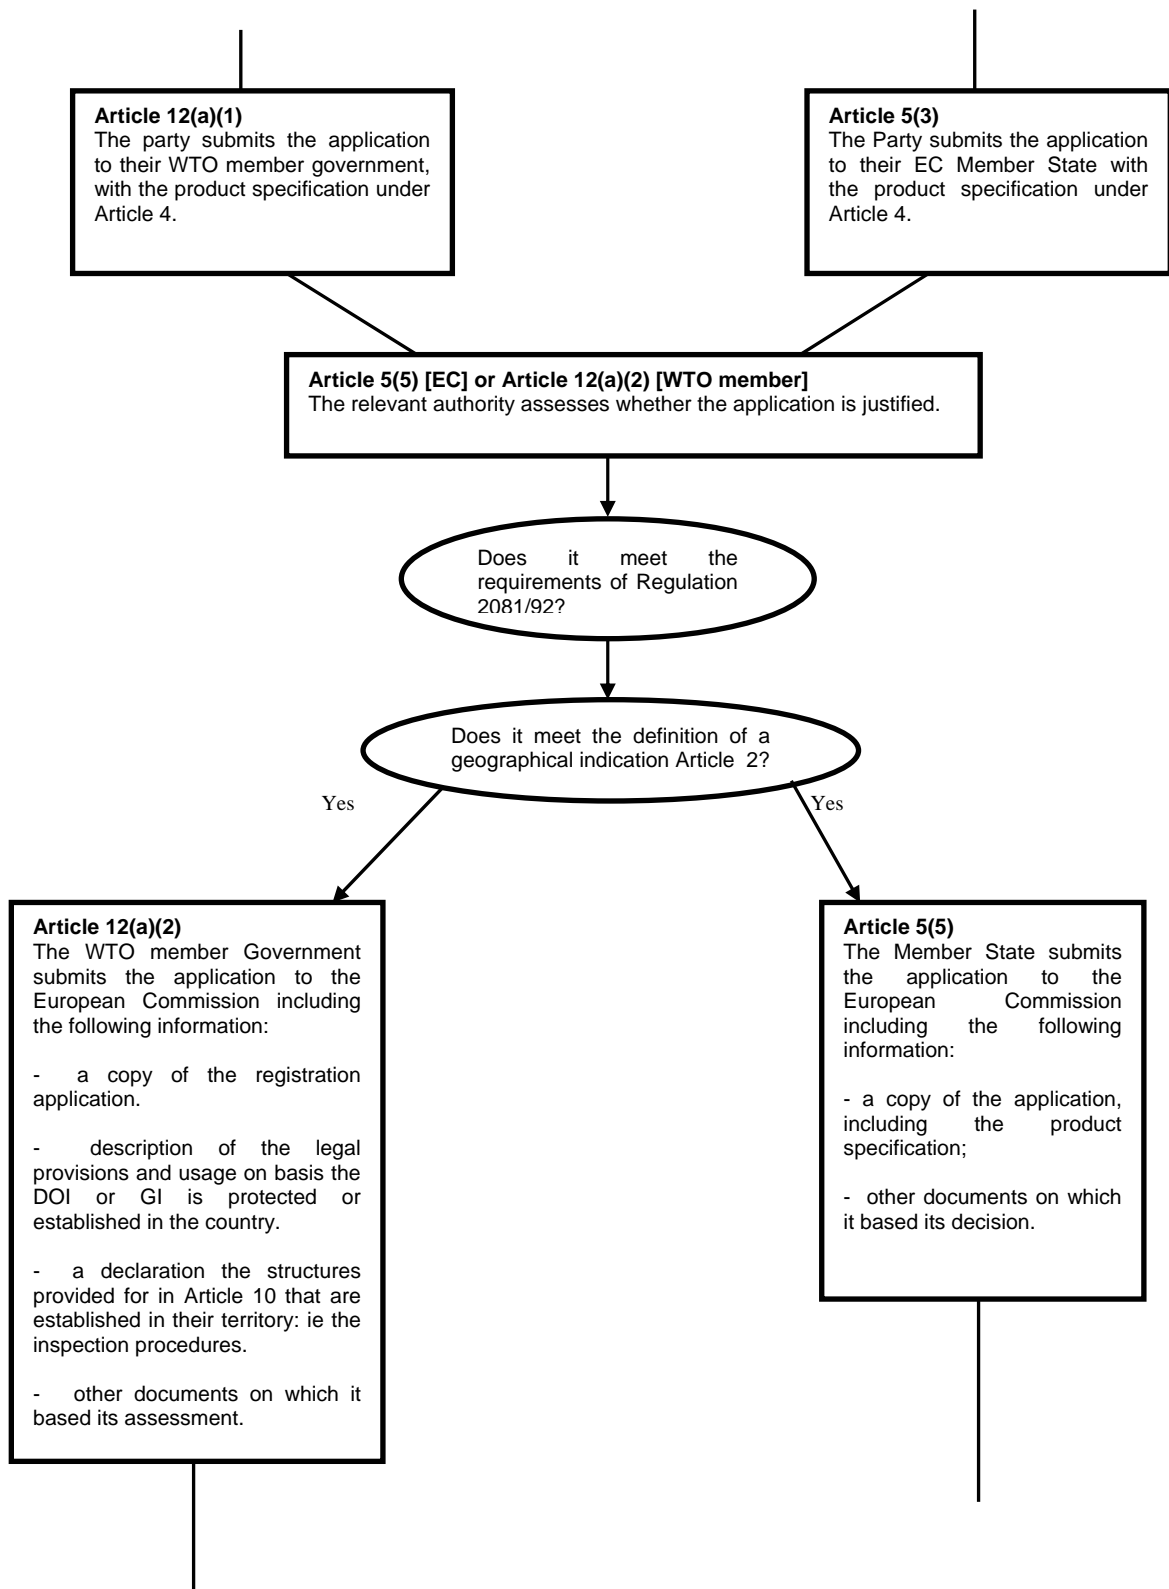 Article 12(a)(1)
The party submits the application
to their WTO member government,
with the product specification under
Article 4.
Article 5(3)
The Party submits the application
to their EC Member State with
the product specification under
Article 4.
Article 5(5) [EC] or Article 12(a)(2) [WTO member]
The relevant authority assesses whether the application is justified.
Does it meet the
requirements of Regulation
2081/92?
Does it meet the definition of a
geographical indication Article 2?
Yes
Yes
Article 12(a)(2)
The WTO member Government
submits the application to the
European Commission including
the following information:
- a copy of the registration
application.
- description of the legal
provisions and usage on basis the
DOI or GI is protected or
established in the country.
- a declaration the structures
provided for in Article 10 that are
established in their territory: ie the
inspection procedures.
- other documents on which it
based its assessment.
Article 5(5)
The Member State submits
the application to the
European Commission
including the following
information:
- a copy of the application,
including the product
specification;
- other documents on which
it based its decision.